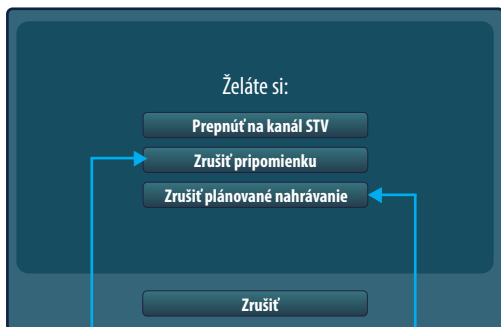 Želáte si:
Prepnúť na kanál STV
Zrušiť pripomienku
Zrušiť plánované nahrávanie
Zrušiť